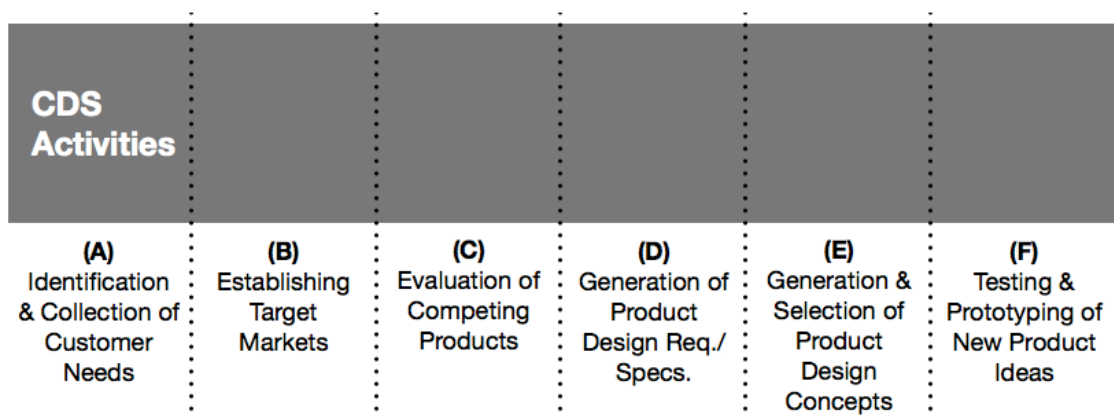 CDS
Activities
(A)
Identification
& Collection of
Customer
Needs
(B)
Establishing
Target
Markets
(C)
Evaluation of
Competing
Products
(D)
Generation of
Product
Design Req./
Specs.
(E)
Generation &
Selection of
Product
Design
Concepts
(F)
Testing &
Prototyping of
New Product
Ideas